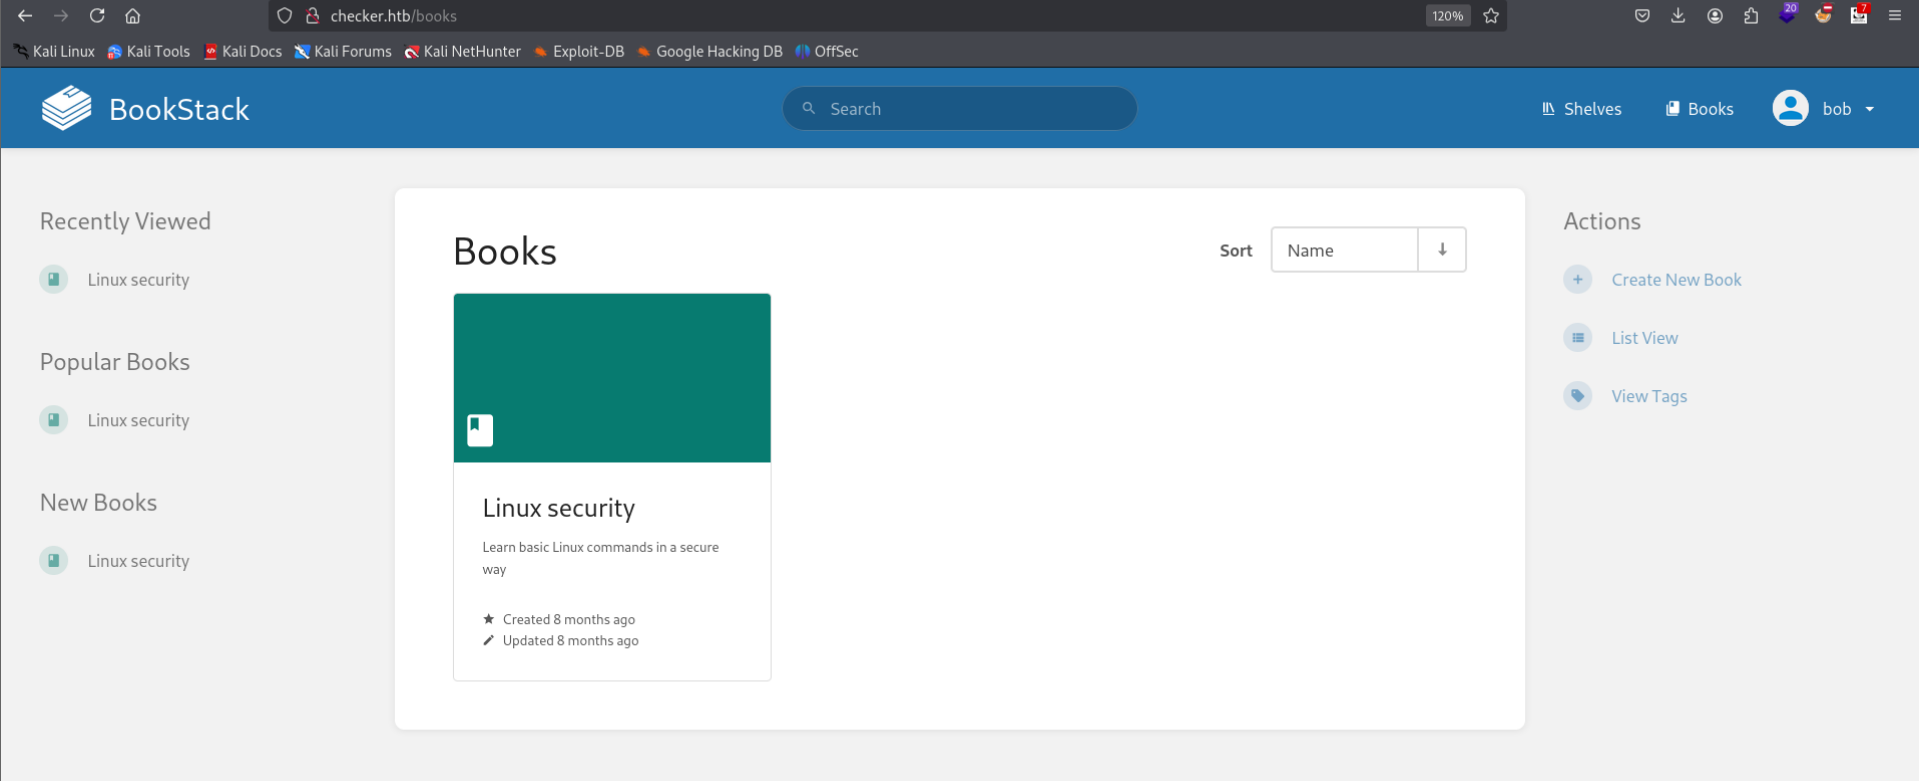 checker.htb/books
120%
20
7
Kali Linux Kali Tools Kali Docs Kali Forums Kali NetHunter Exploit-DB Google Hacking DB OffSec
BookStack
Search
Shelves
Books
bob
Recently Viewed
Linux security
Popular Books
Linux security
New Books
Linux security
Books
Sort
Name
Linux security
Learn basic Linux commands in a secure
way
Created 8 months ago
Updated 8 months ago
Actions
Create New Book
List View
View Tags